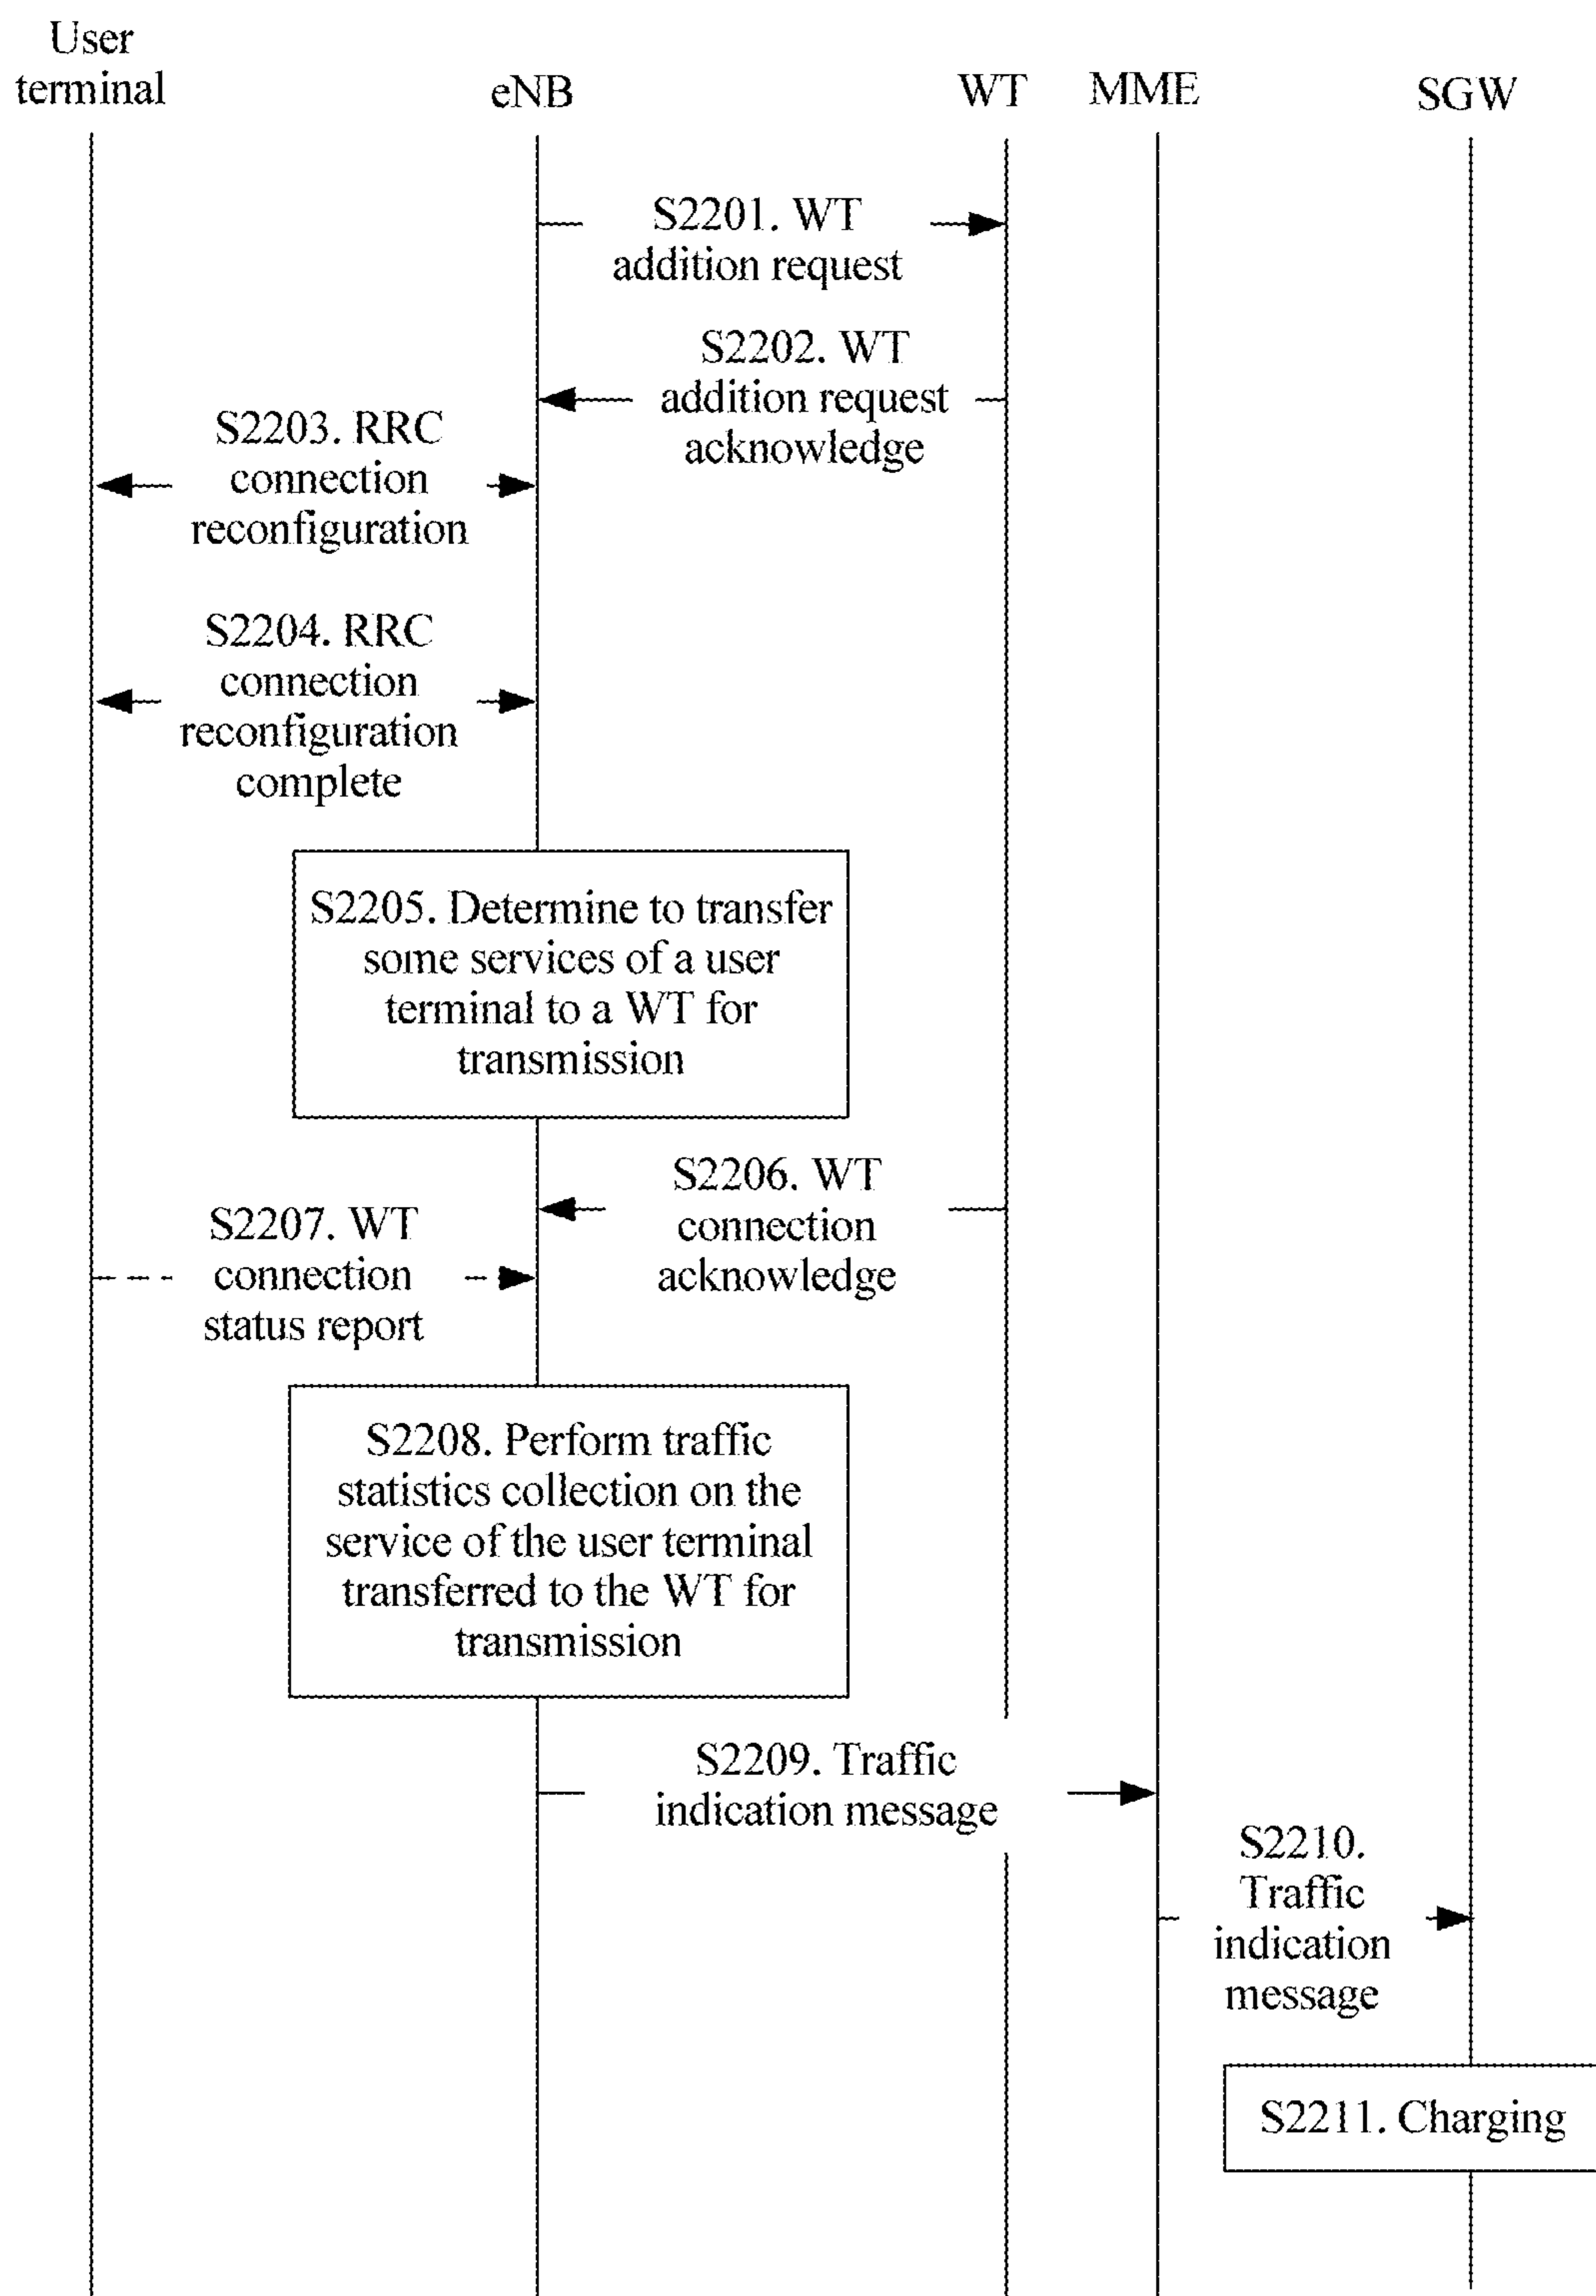 User
terminal
eNB
WT
MME
SGW
S2201. WT
addition request
S2202. WT
addition request
acknowledge
S2203. RRC
connection
reconfiguration
S2204. RRC
connection
reconfiguration
complete
S2205. Determine to transfer
some services of a user
terminal to a WT for
transmission
S2206. WT
connection
acknowledge
S2207. WT
connection
status report
S2208. Perform traffic
statistics collection on the
service of the user terminal
transferred to the WT for
transmission
S2209. Traffic
indication message
S2210.
Traffic
indication
message
S2211. Charging